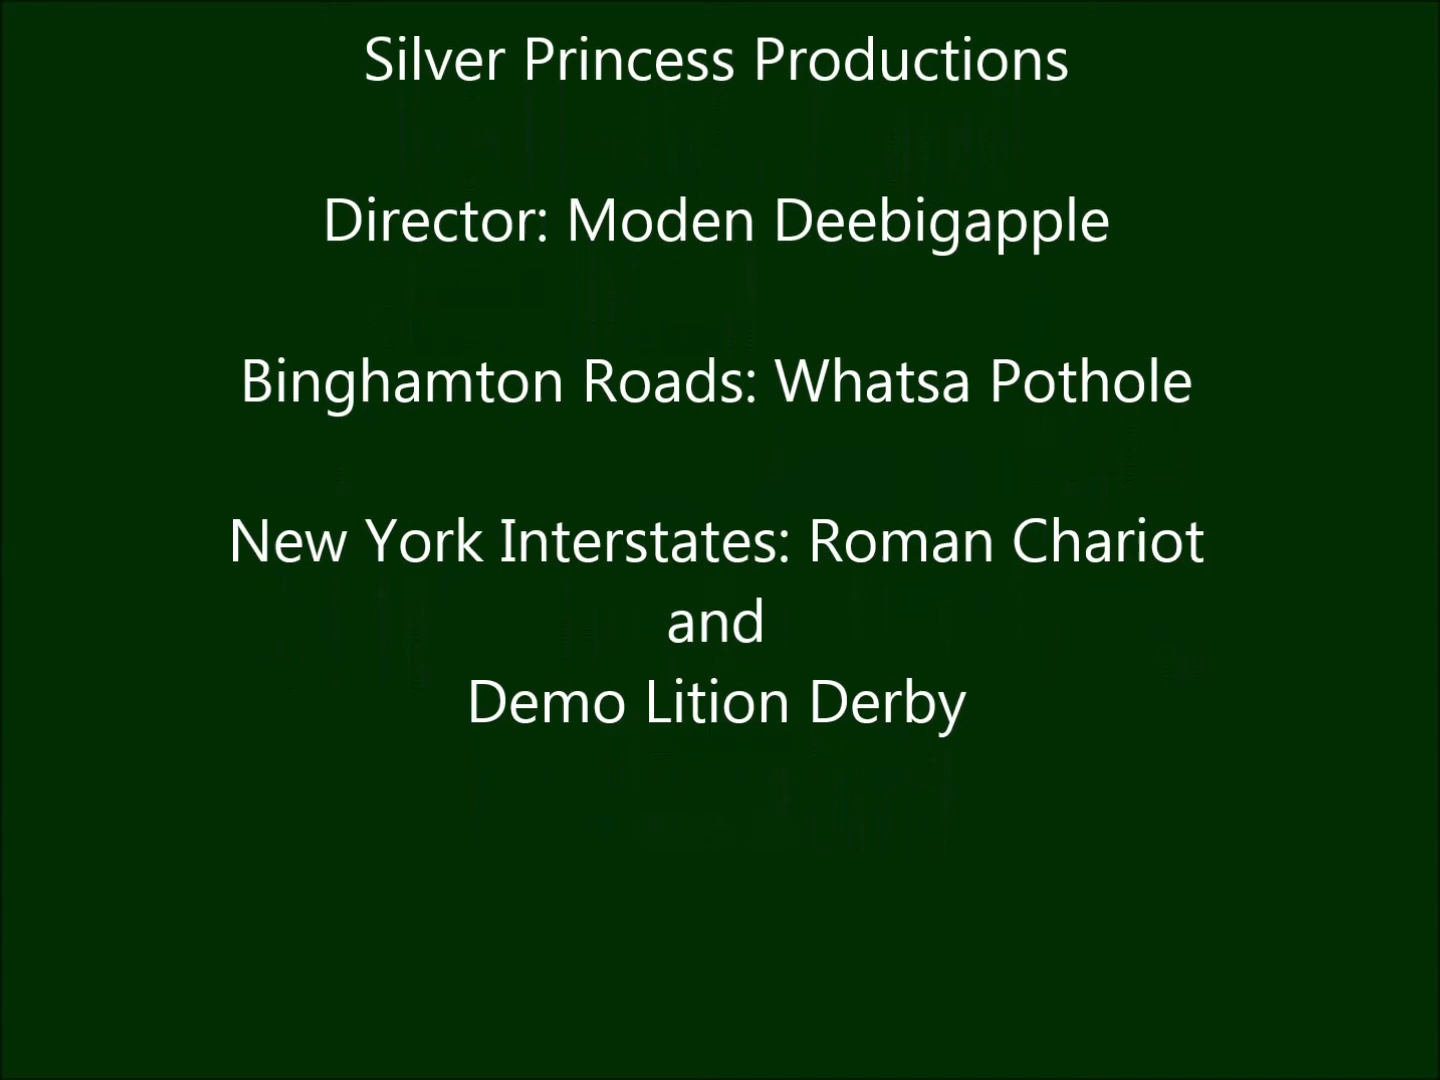 Silver Princess Productions
Director: Moden Deebigapple
Binghamton Roads: Whatsa Pothole
New York Interstates: Roman Chariot
and
Demo Lition Derby